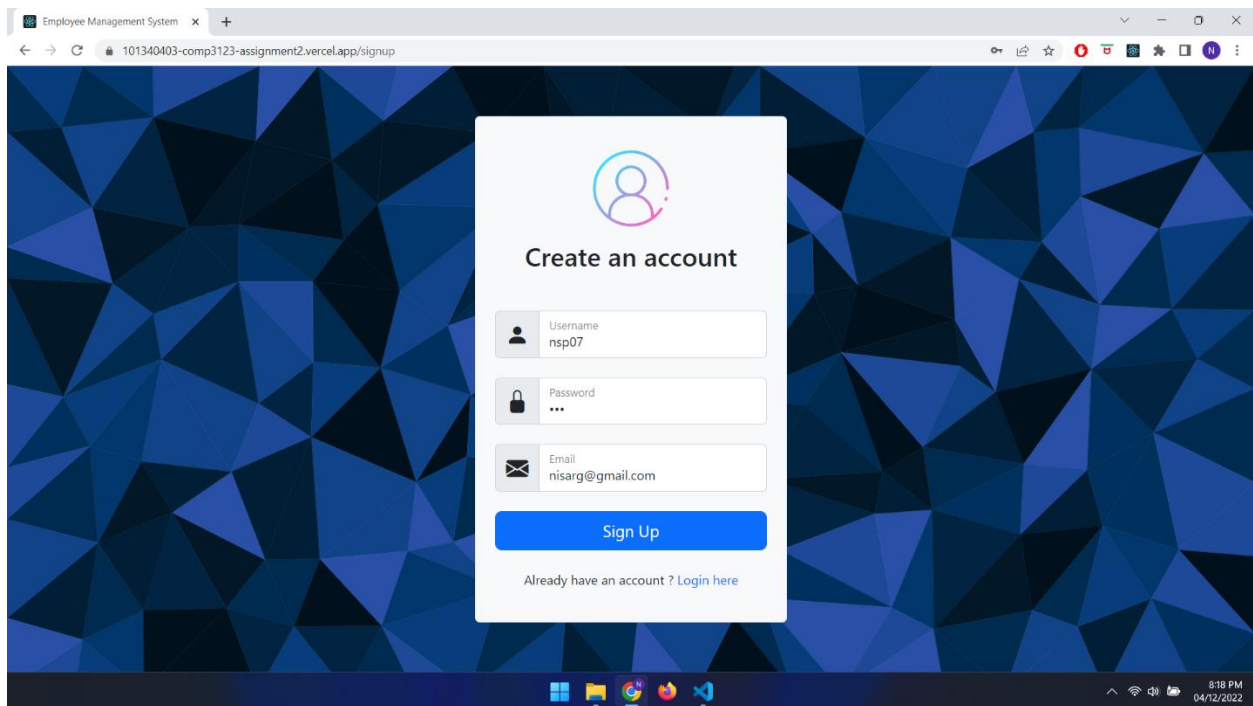 Employee Management System
101340403-comp3123-assignment2.vercel.app/signup
N
Create an account
Username
nsp07
Password
•••
Email
nisarg@gmail.com
Sign Up
Already have an account ? Login here
N
8:18 PM
04/12/2022